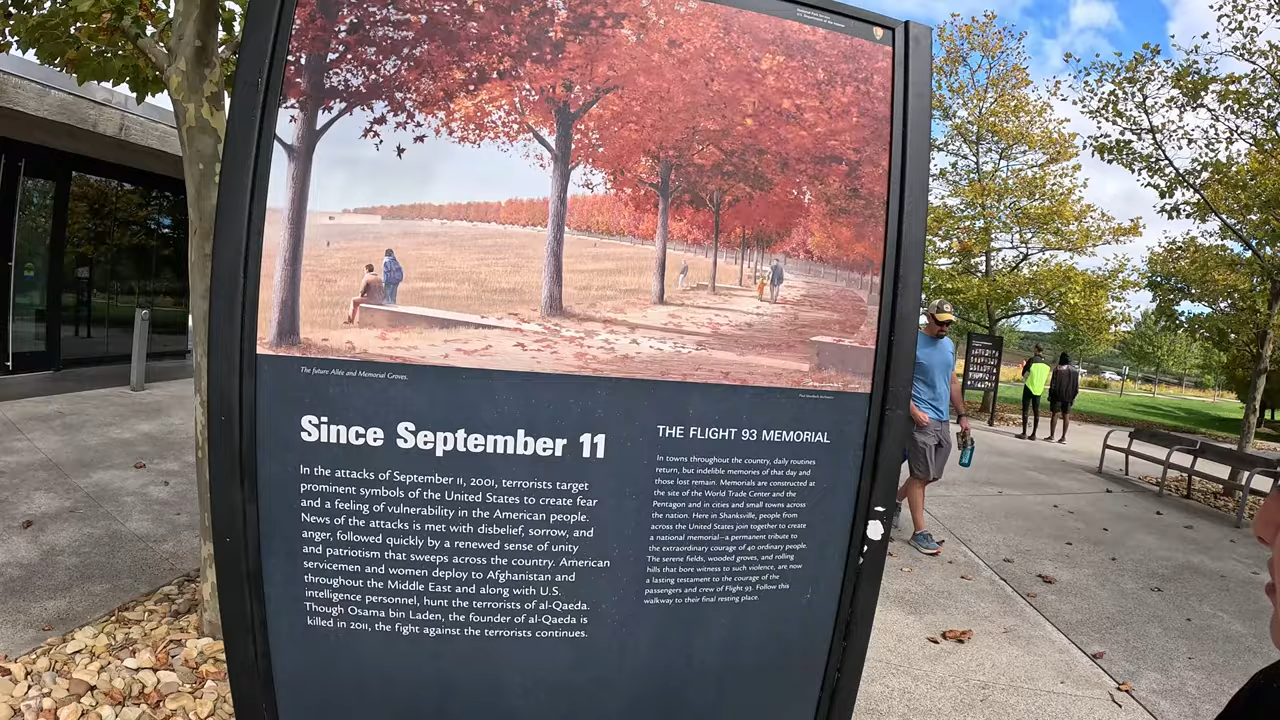 National Park Service
U.S. Department of the Interior
The future Allée and Memorial Groves.
Since September 11
In the attacks of September 11, 2001, terrorists target
prominent symbols of the United States to create fear
and a feeling of vulnerability in the American people.
News of the attacks is met with disbelief, sorrow, and
anger, followed quickly by a renewed sense of unity
and patriotism that sweeps across the country. American
servicemen and women deploy to Afghanistan and
throughout the Middle East and along with U.S.
intelligence personnel, hunt the terrorists of al-Qaeda.
Though Osama bin Laden, the founder of al-Qaeda is
killed in 2011, the fight against the terrorists continues.
THE FLIGHT 93 MEMORIAL
In towns throughout the country, daily routines
return, but indelible memories of that day and
those lost remain. Memorials are constructed at
the site of the World Trade Center and the
Pentagon and in cities and small towns across
the nation. Here in Shanksville, people from
across the United States join together to create
a national memorial—a permanent tribute to
the extraordinary courage of 40 ordinary people.
The serene fields, wooded groves, and rolling
hills that bore witness to such violence, are now
a lasting testament to the courage of the
passengers and crew of Flight 93. Follow this
walkway to their final resting place.